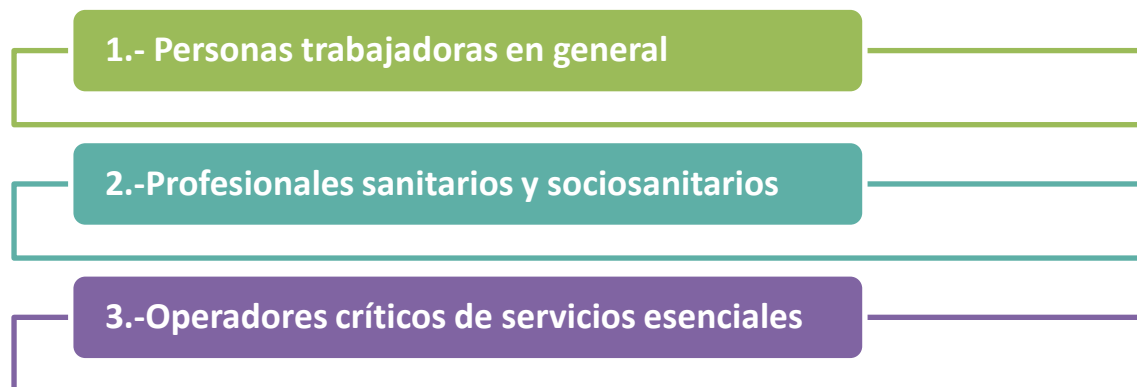 1.- Personas trabajadoras en general
2.-Profesionales sanitarios y sociosanitarios
3.-Operadores críticos de servicios esenciales